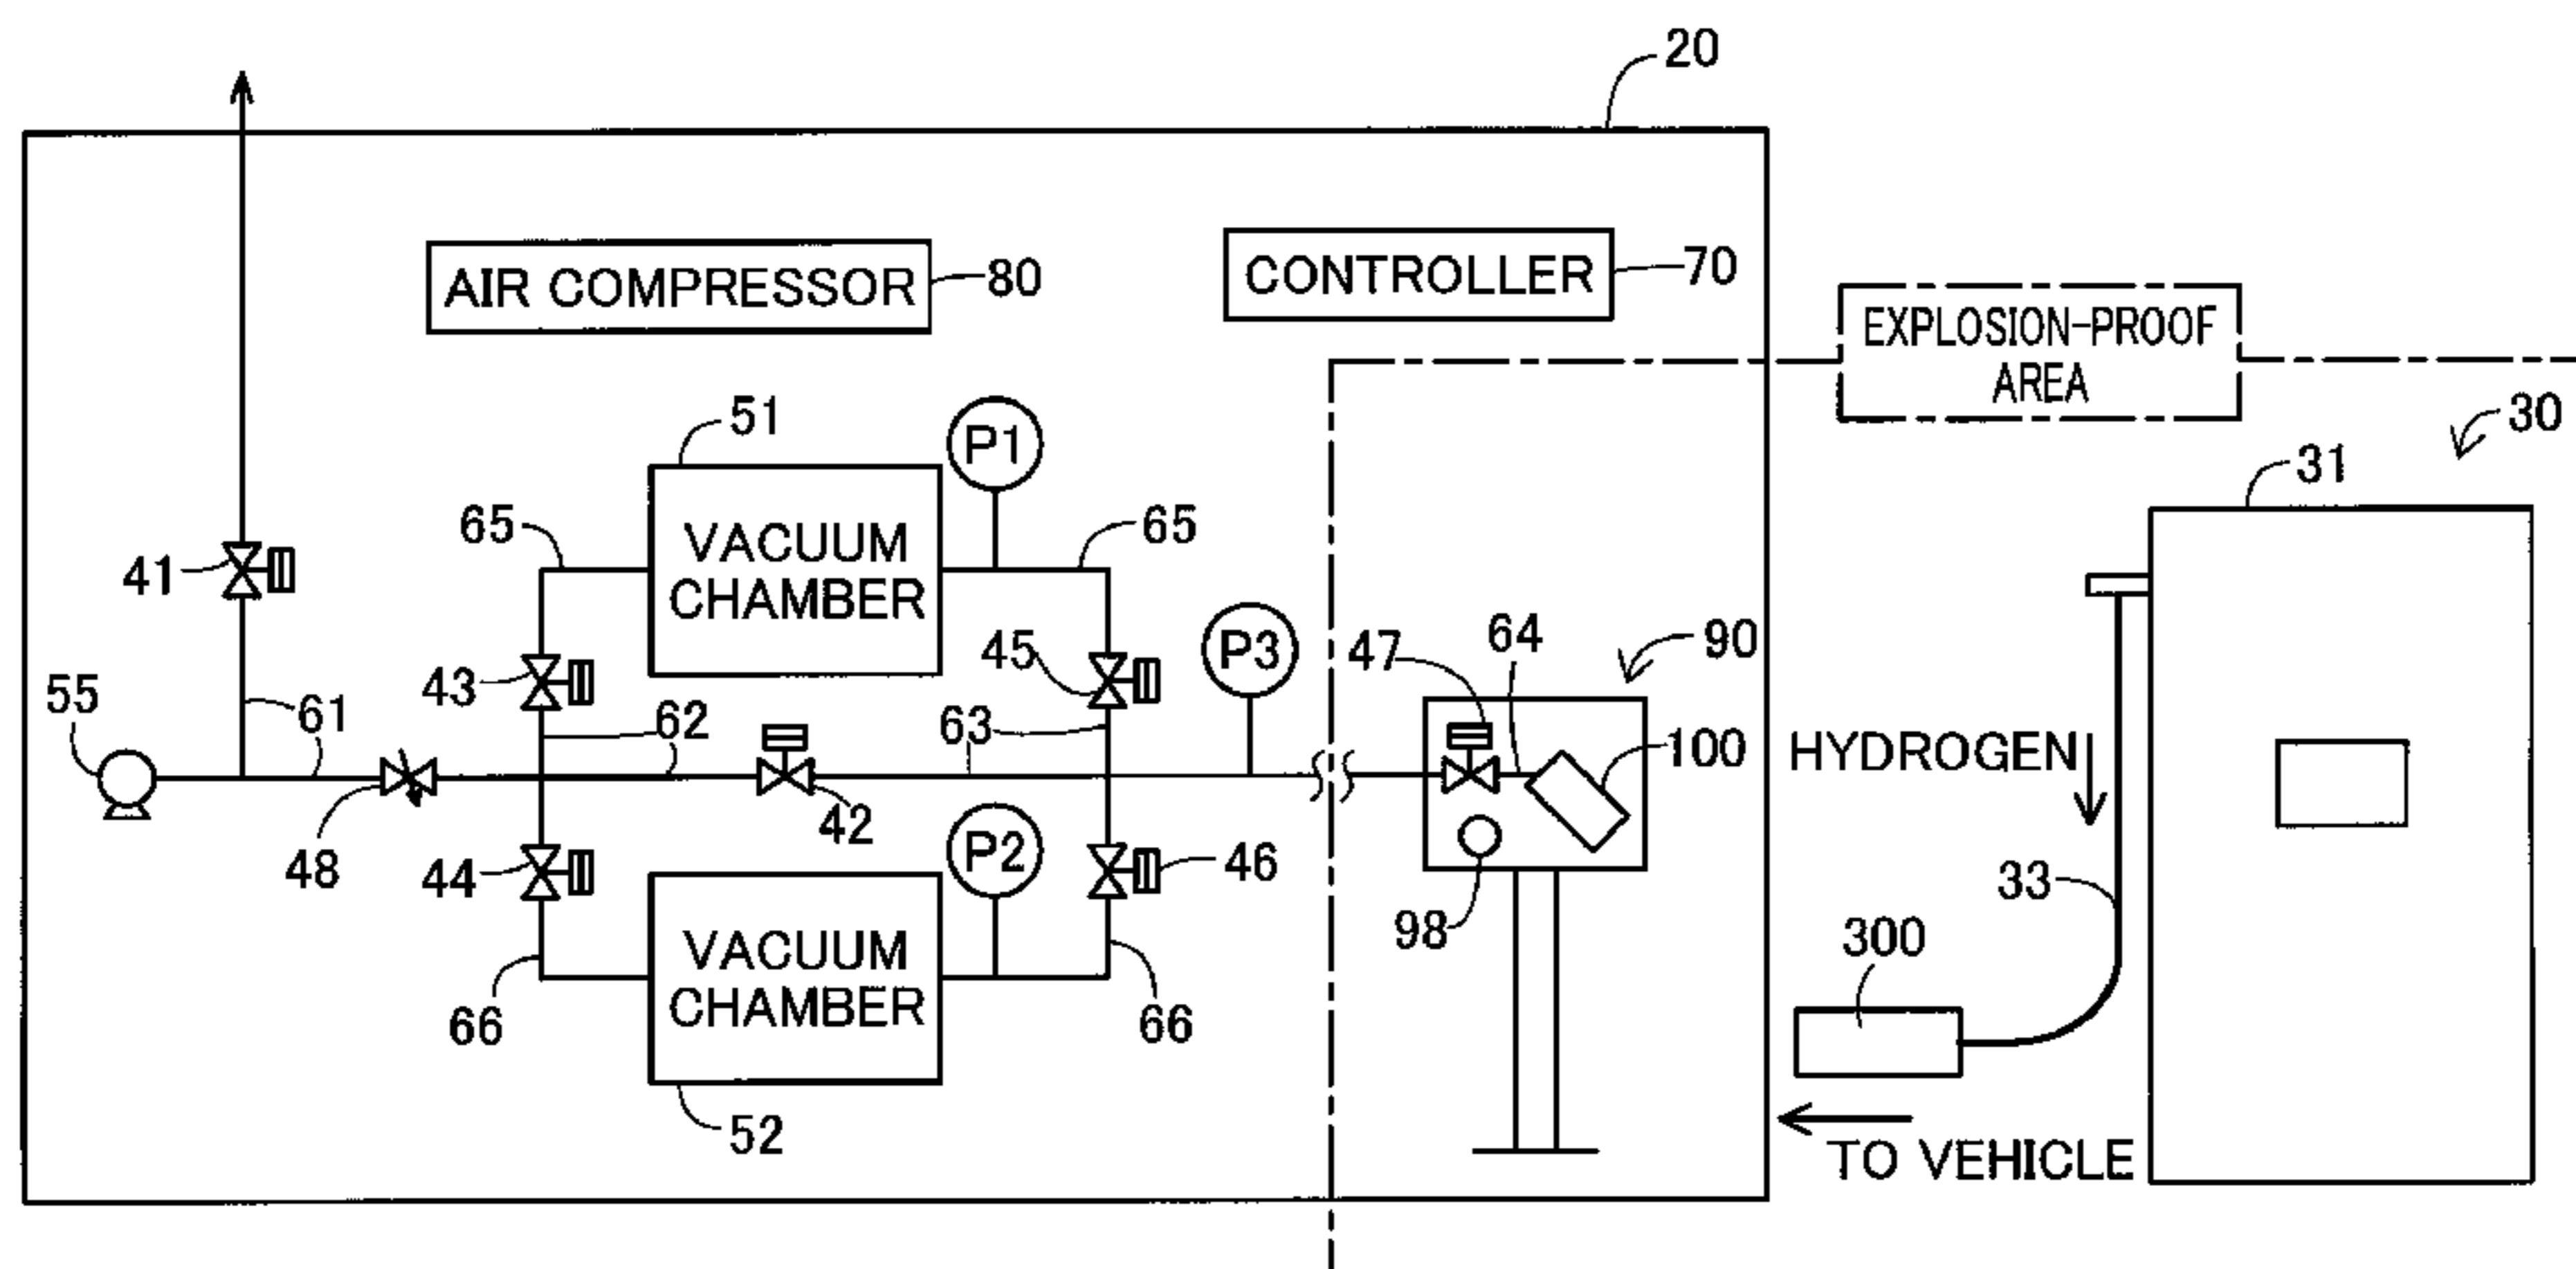 20
AIR COMPRESSOR
80
CONTROLLER
70
EXPLOSION-PROOF
AREA
30
51
P1
31
65
VACUUM
CHAMBER
65
41
43
45
P3
47
64
90
55
61
62
63
100
HYDROGEN
48
44
42
P2
46
98
33
300
66
VACUUM
CHAMBER
66
52
TO VEHICLE